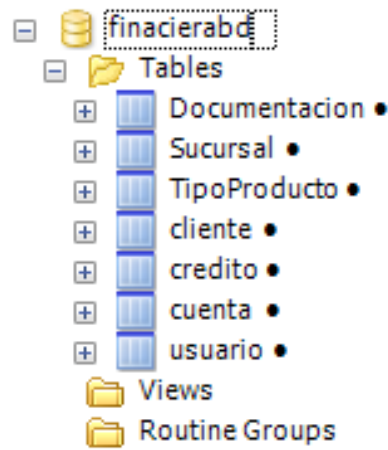 finacierabd
Tables
Documentacion •
Sucursal •
TipoProducto •
cliente •
credito •
cuenta •
usuario •
Views
Routine Groups